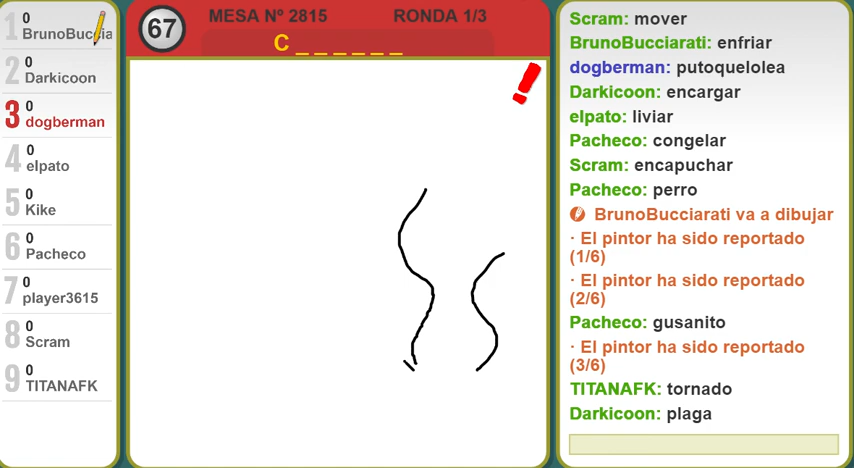 1 0
BrunoBuccia
2 0
Darkicoon
3 0
dogberman
4 0
elpato
5 0
Kike
6 0
Pacheco
7 0
player3615
8 0
Scram
9 0
TITANAFK
67
MESA Nº 2815 RONDA 1/3
C _ _ _ _ _ _
Scram: mover
BrunoBucciarati: enfriar
dogberman: putoquelolea
Darkicoon: encargar
elpato: liviar
Pacheco: congelar
Scram: encapuchar
Pacheco: perro
BrunoBucciarati va a dibujar
· El pintor ha sido reportado
(1/6)
· El pintor ha sido reportado
(2/6)
Pacheco: gusanito
· El pintor ha sido reportado
(3/6)
TITANAFK: tornado
Darkicoon: plaga